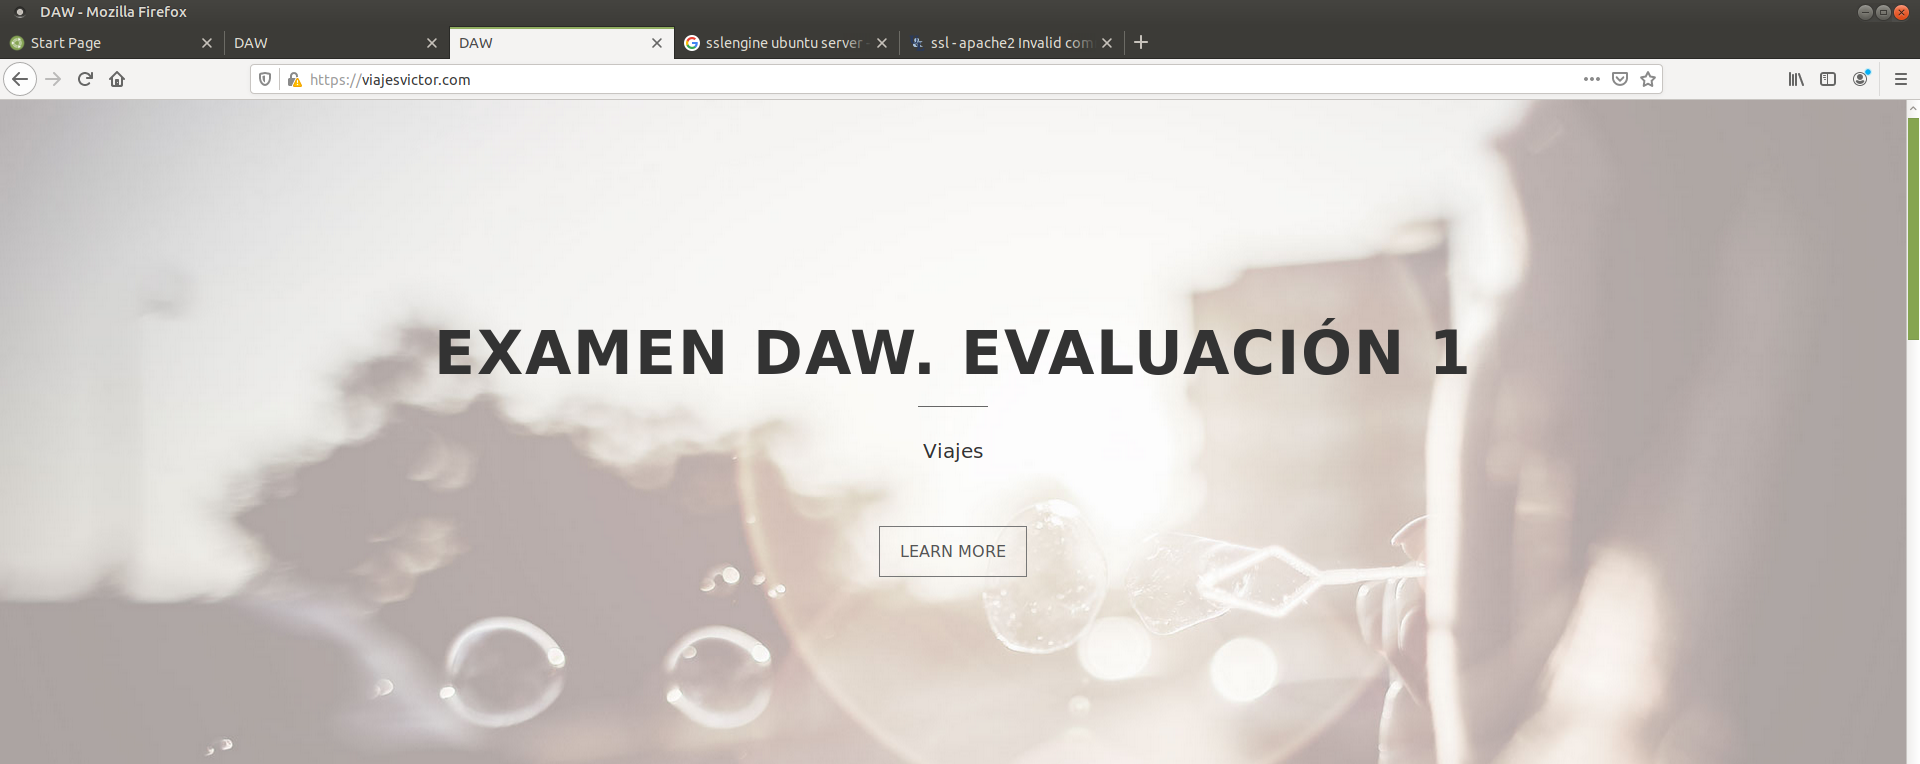 DAW - Mozilla Firefox
Start Page
DAW
DAW
sslengine ubuntu server -
ssl - apache2 Invalid com
https://viajesvictor.com
EXAMEN DAW. EVALUACIÓN 1
Viajes
LEARN MORE